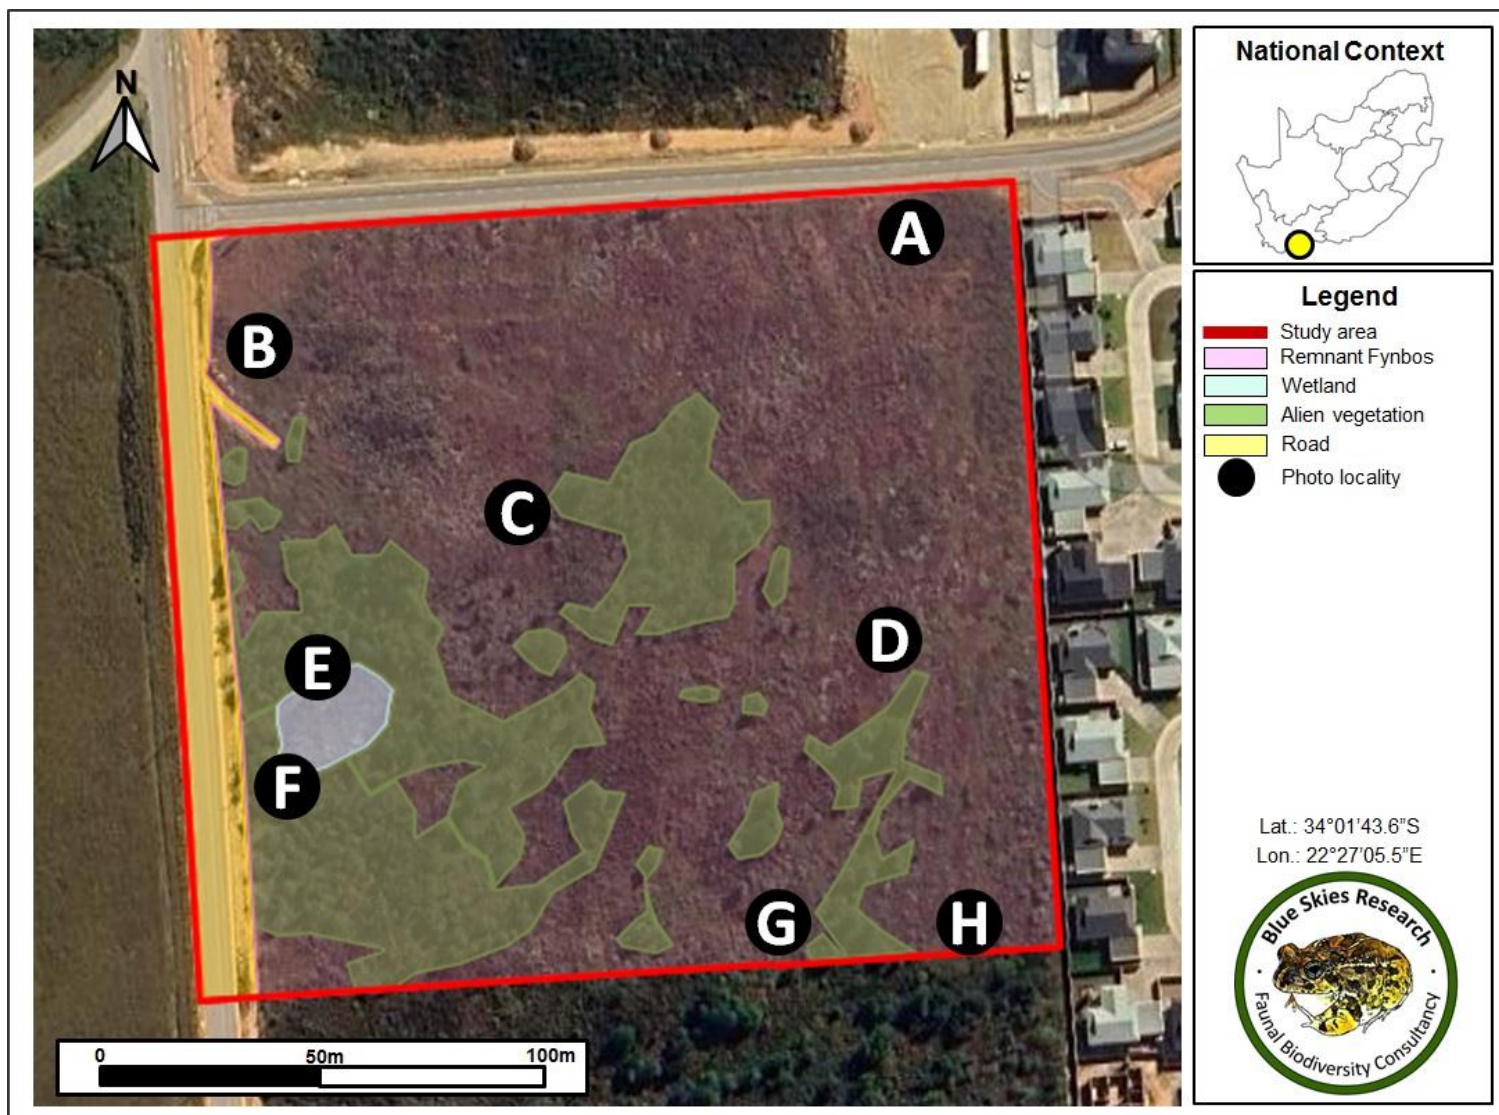 N
A
B
C
D
E
F
G
H
0 50m 100m
National Context
Legend
Study area
Remnant Fynbos
Wetland
Alien vegetation
Road
Photo locality
Lat.: 34°01'43.6"S
Lon.: 22°27'05.5"E
Blue Skies Research
· Faunal Biodiversity Consultancy ·